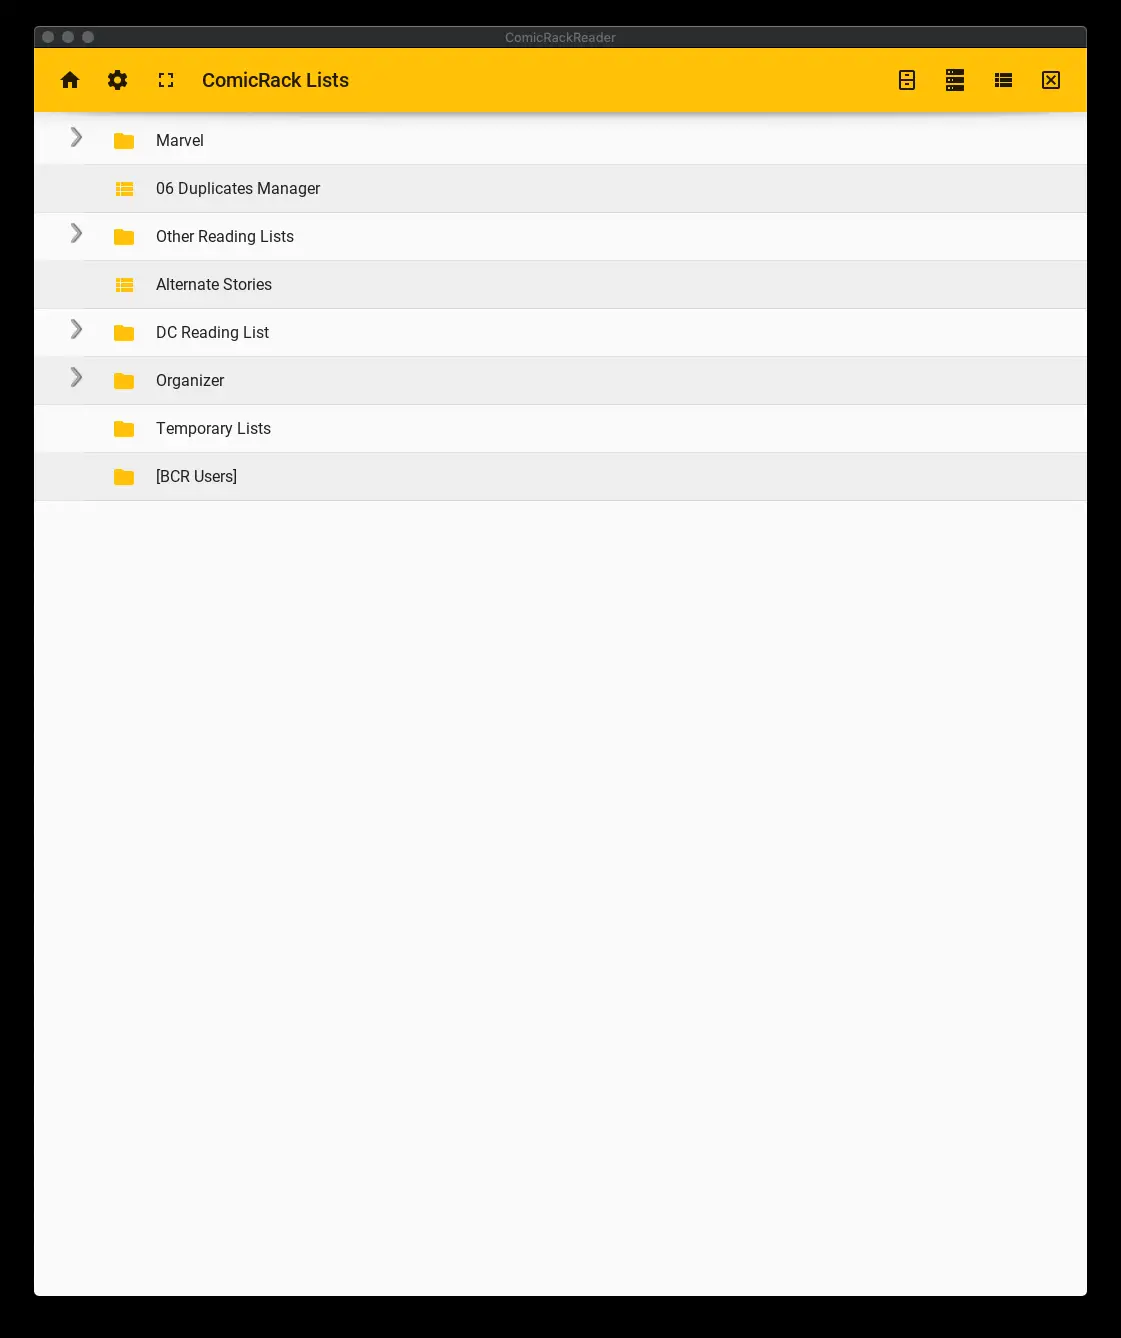 ComicRackReader
ComicRack Lists
Marvel
06 Duplicates Manager
Other Reading Lists
Alternate Stories
DC Reading List
Organizer
Temporary Lists
[BCR Users]